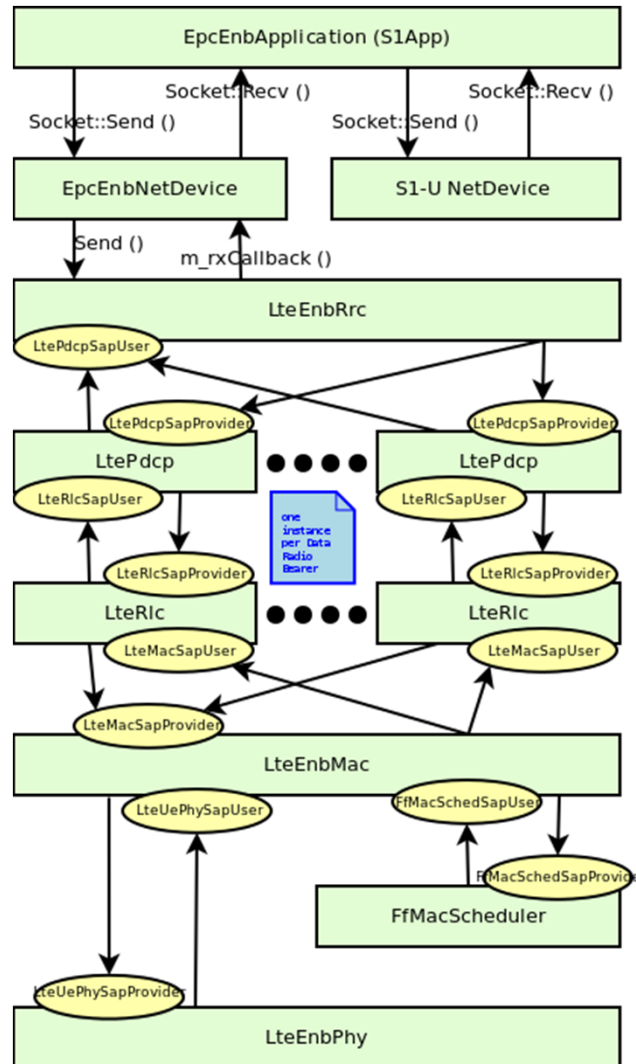 EpcEnbApplication (S1App)
Socket::Recv ()
Socket::Recv ()
Socket::Send ()
Socket::Send ()
EpcEnbNetDevice
S1-U NetDevice
Send ()
m_rxCallback ()
LteEnbRrc
LtePdcpSapUser
LtePdcpSapProvider
LtePdcpSapProvider
LtePdcp
LtePdcp
LteRlcSapUser
LteRlcSapUser
one
instance
per Data
Radio
Bearer
LteRlcSapProvider
LteRlcSapProvider
LteRlc
LteRlc
LteMacSapUser
LteMacSapUser
LteMacSapProvider
LteEnbMac
LteUePhySapUser
FfMacSchedSapUser
FfMacSchedSapProvide
FfMacScheduler
LteUePhySapProvider
LteEnbPhy